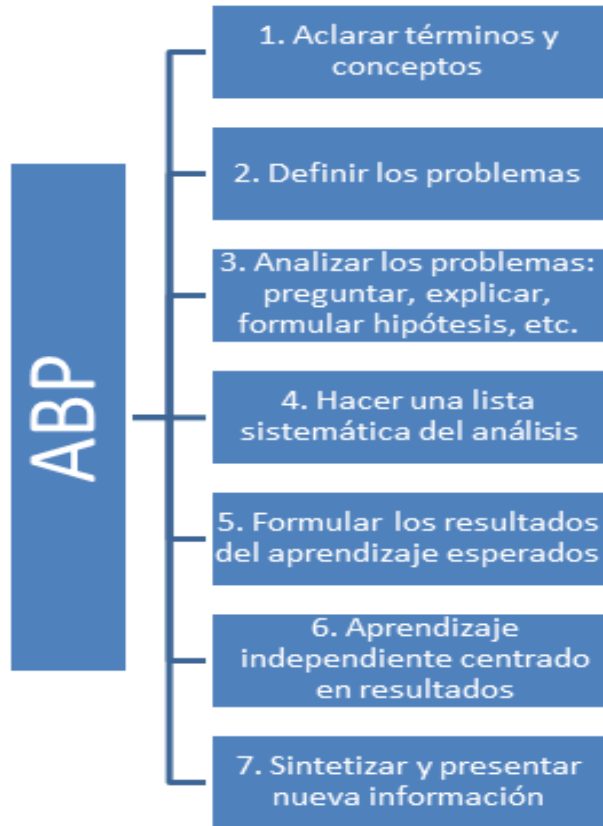 ABP
1. Aclarar términos y
conceptos
2. Definir los problemas
3. Analizar los problemas:
preguntar, explicar,
formular hipótesis, etc.
4. Hacer una lista
sistemática del análisis
5. Formular los resultados
del aprendizaje esperados
6. Aprendizaje
independiente centrado
en resultados
7. Sintetizar y presentar
nueva información